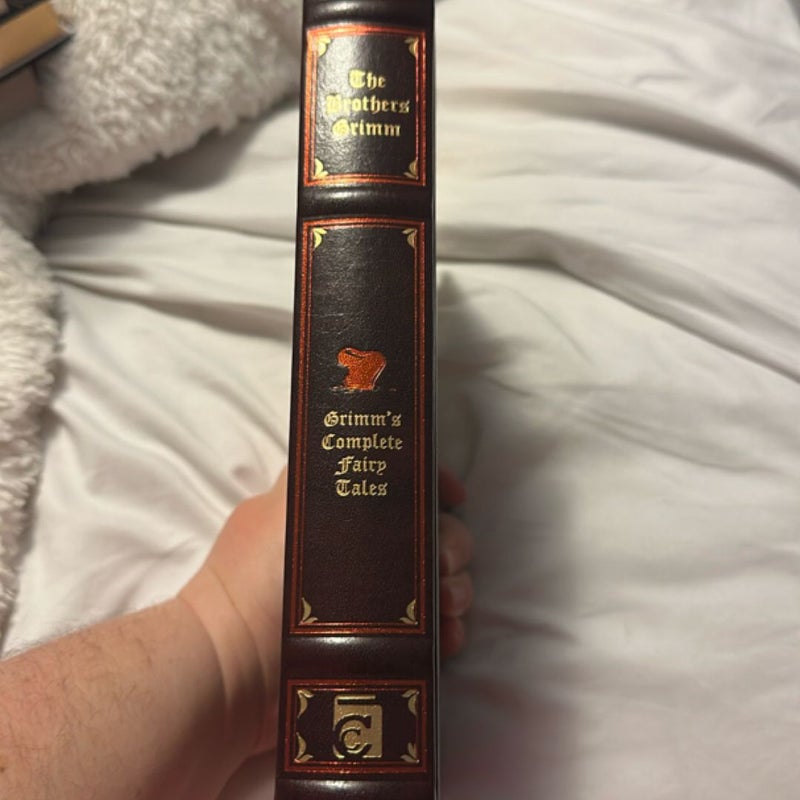 The
Brothers
Grimm
Grimm's
Complete
Fairy
Tales
C